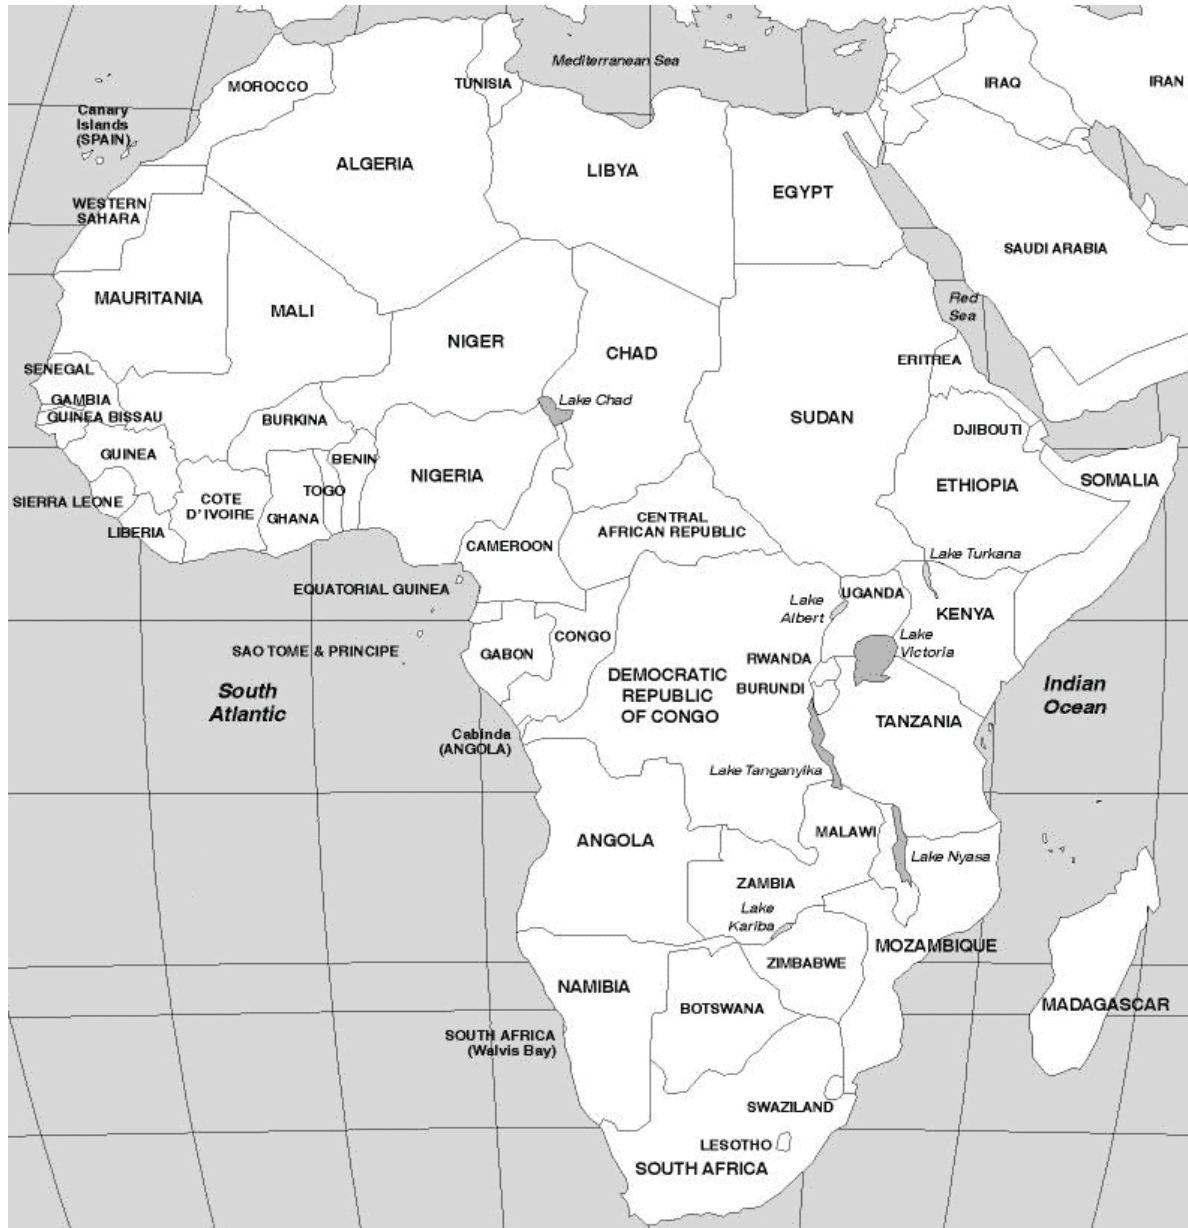 Mediterranean Sea
MOROCCO
TUNISIA
IRAQ
IRAN
Canary
Islands
(SPAIN)
ALGERIA
LIBYA
EGYPT
WESTERN
SAHARA
SAUDI ARABIA
MAURITANIA
MALI
NIGER
CHAD
Red
Sea
ERITREA
SENEGAL
GAMBIA
GUINEA BISSAU
BURKINA
Lake Chad
SUDAN
DJIBOUTI
GUINEA
BENIN
NIGERIA
ETHIOPIA
SOMALIA
SIERRA LEONE
COTE
D'IVOIRE
TOGO
GHANA
LIBERIA
CENTRAL
AFRICAN REPUBLIC
CAMEROON
Lake Turkana
EQUATORIAL GUINEA
Lake
Albert
UGANDA
KENYA
CONGO
Lake
Victoria
SAO TOME & PRINCIPE
GABON
RWANDA
DEMOCRATIC
REPUBLIC
OF CONGO
BURUNDI
South
Atlantic
Indian
Ocean
TANZANIA
Cabinda
(ANGOLA)
Lake Tanganyika
ANGOLA
MALAWI
Lake Nyasa
ZAMBIA
Lake
Kariba
MOZAMBIQUE
ZIMBABWE
NAMIBIA
BOTSWANA
MADAGASCAR
SOUTH AFRICA
(Walvis Bay)
SWAZILAND
LESOTHO
SOUTH AFRICA